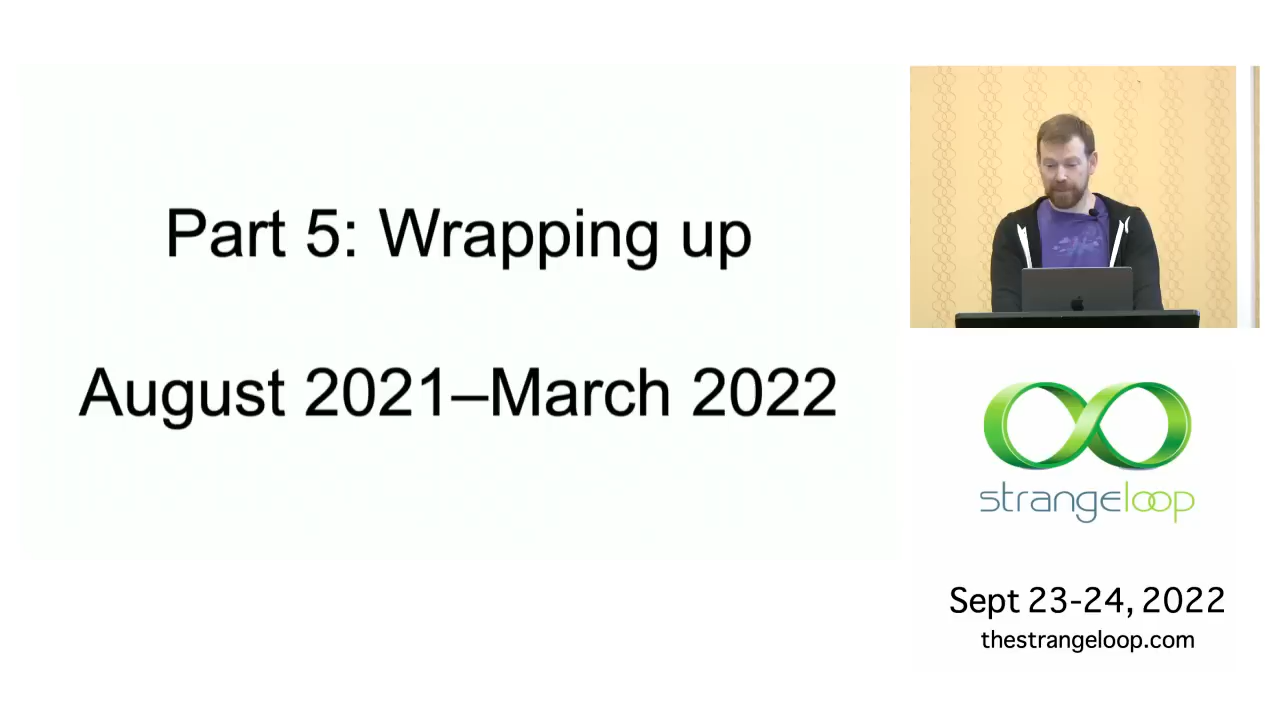 Part 5: Wrapping up
August 2021–March 2022
strangeloop
Sept 23-24, 2022
thestrangeloop.com